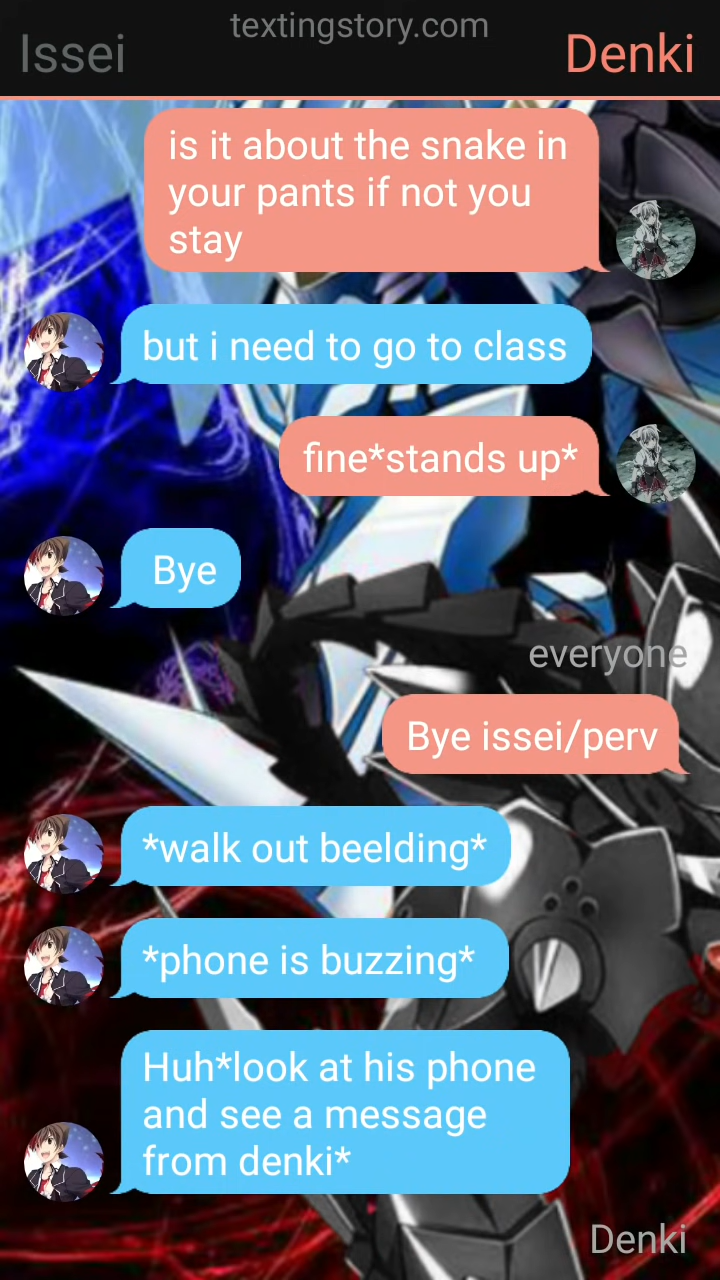 textingstory.com
Issei
Denki
is it about the snake in
your pants if not you
stay
but i need to go to class
fine*stands up*
Bye
everyone
Bye issei/perv
*walk out beelding*
*phone is buzzing*
Huh*look at his phone
and see a message
from denki*
Denki